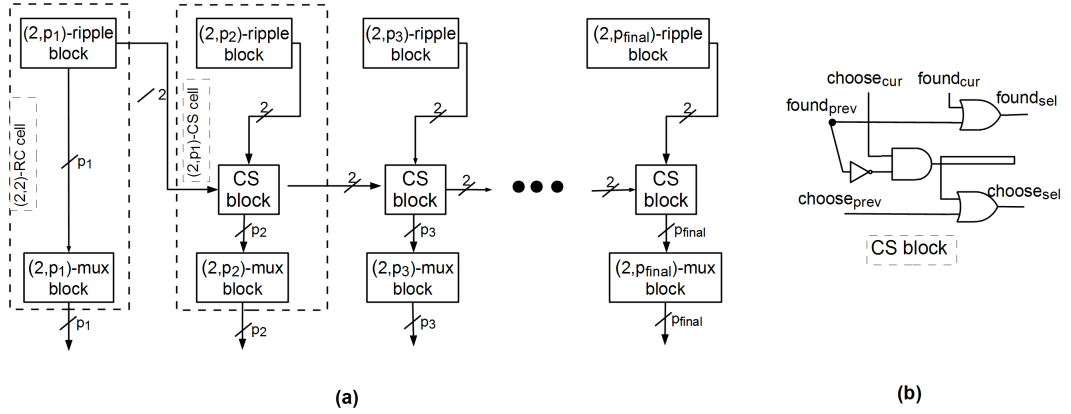 (2,p1)-ripple
block
(2,p2)-ripple
block
(2,p3)-ripple
block
(2,pfinal)-ripple
block
2
(2,2)-RC cell
(2,p1)-CS cell
2
2
2
p1
CS
block
2
CS
block
2
2
CS
block
p2
p3
pfinal
(2,p1)-mux
block
(2,p2)-mux
block
(2,p3)-mux
block
(2,pfinal)-mux
block
p1
p2
p3
pfinal
(a)
choosecur
foundcur
foundprev
foundsel
chooseprev
choosesel
CS block
(b)